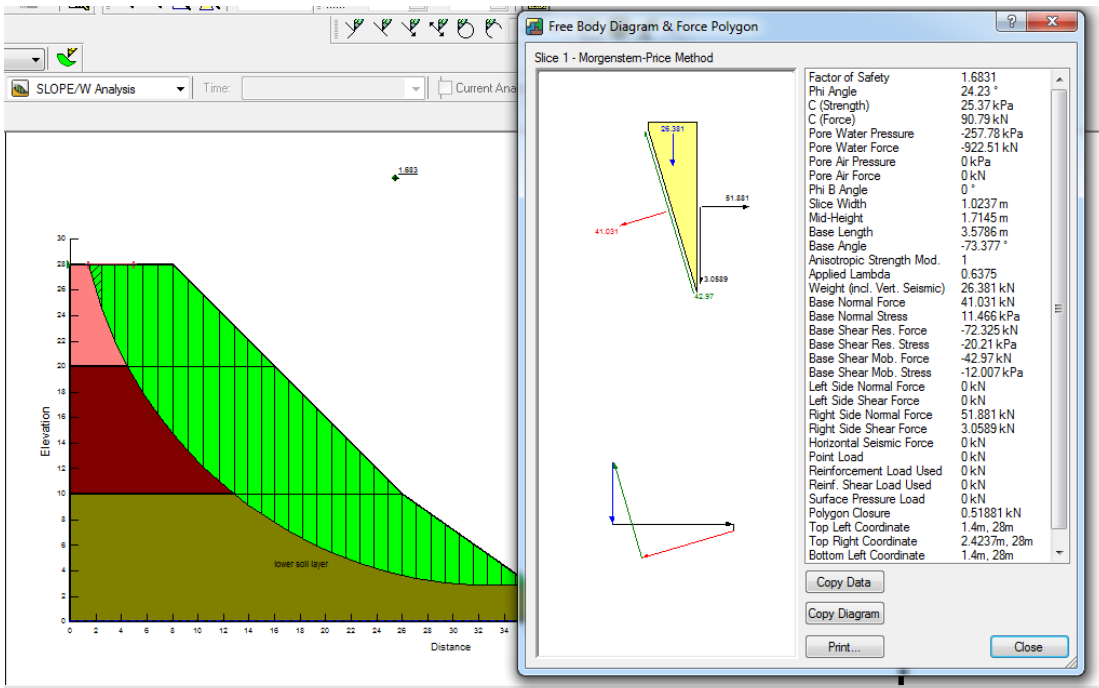 Free Body Diagram & Force Polygon
Slice 1 - Morgenstern-Price Method
SLOPE/W Analysis
Time:
Current Ana
1.683
30
28
26
24
22
20
18
16
14
12
10
8
6
4
2
0
Elevation
lower soil layer
0 2 4 6 8 10 12 14 16 18 20 22 24 26 28 30 32 34
Distance
26.381
51.881
41.031
3.0589
42.97
Factor of Safety 1.6831
Phi Angle 24.23 °
C (Strength) 25.37 kPa
C (Force) 90.79 kN
Pore Water Pressure -257.78 kPa
Pore Water Force -922.51 kN
Pore Air Pressure 0 kPa
Pore Air Force 0 kN
Phi B Angle 0 °
Slice Width 1.0237 m
Mid-Height 1.7145 m
Base Length 3.5786 m
Base Angle -73.377 °
Anisotropic Strength Mod. 1
Applied Lambda 0.6375
Weight (incl. Vert. Seismic) 26.381 kN
Base Normal Force 41.031 kN
Base Normal Stress 11.466 kPa
Base Shear Res. Force -72.325 kN
Base Shear Res. Stress -20.21 kPa
Base Shear Mob. Force -42.97 kN
Base Shear Mob. Stress -12.007 kPa
Left Side Normal Force 0 kN
Left Side Shear Force 0 kN
Right Side Normal Force 51.881 kN
Right Side Shear Force 3.0589 kN
Horizontal Seismic Force 0 kN
Point Load 0 kN
Reinforcement Load Used 0 kN
Reinf. Shear Load Used 0 kN
Surface Pressure Load 0 kN
Polygon Closure 0.51881 kN
Top Left Coordinate 1.4m, 28m
Top Right Coordinate 2.4237m, 28m
Bottom Left Coordinate 1.4m, 28m
Copy Data
Copy Diagram
Print...
Close